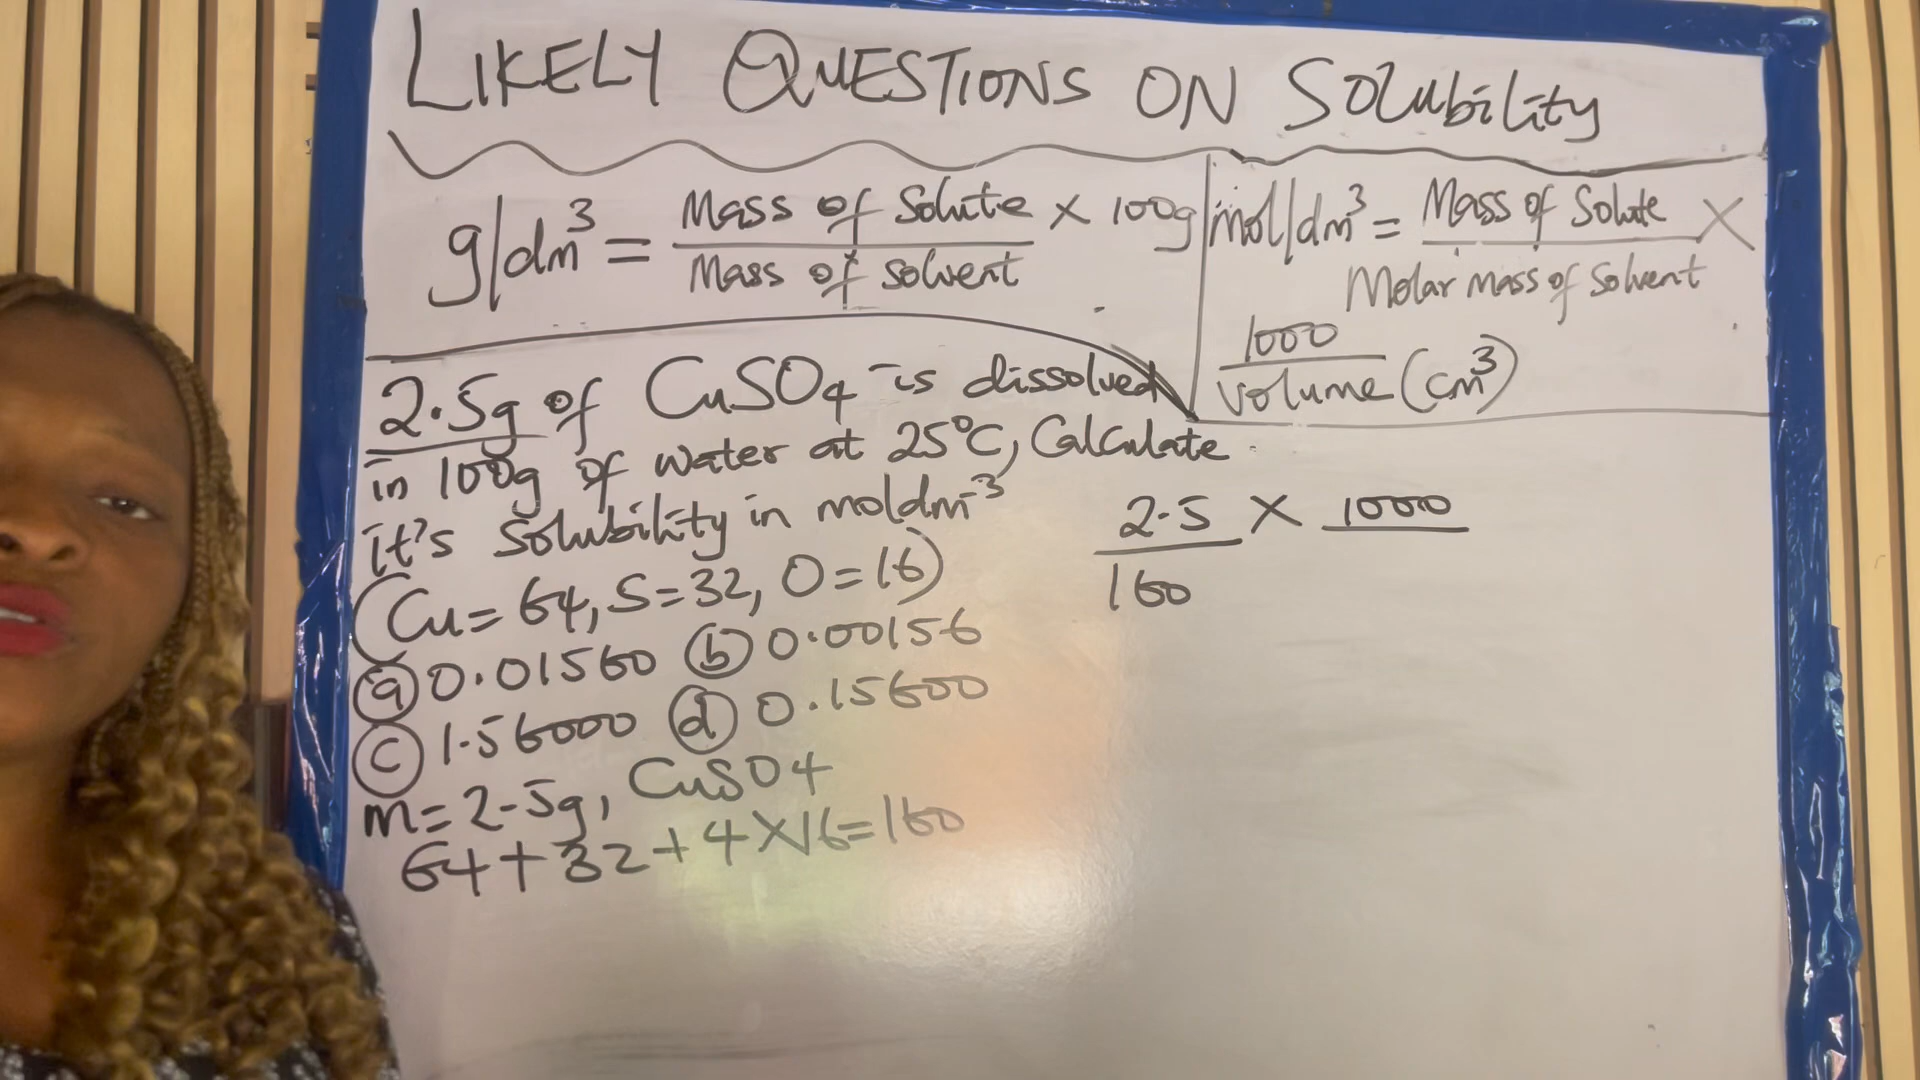 LIKELY QUESTIONS ON Solubility
g/dm³ = Mass of Solute / Mass of Solvent × 100g
mol/dm³ = Mass of Solute / Molar mass of Solvent ×
1000 / Volume (cm³)
2.5g of CuSO4 is dissolved
in 100g of water at 25°C, Calculate
it's Solubility in moldm-³
(Cu = 64, S = 32, O = 16)
(a) 0.01560 (b) 0.00156
(c) 1.56000 (d) 0.15600
m = 2.5g, CuSO4
64 + 32 + 4 × 16 = 160
2.5 × 1000
160